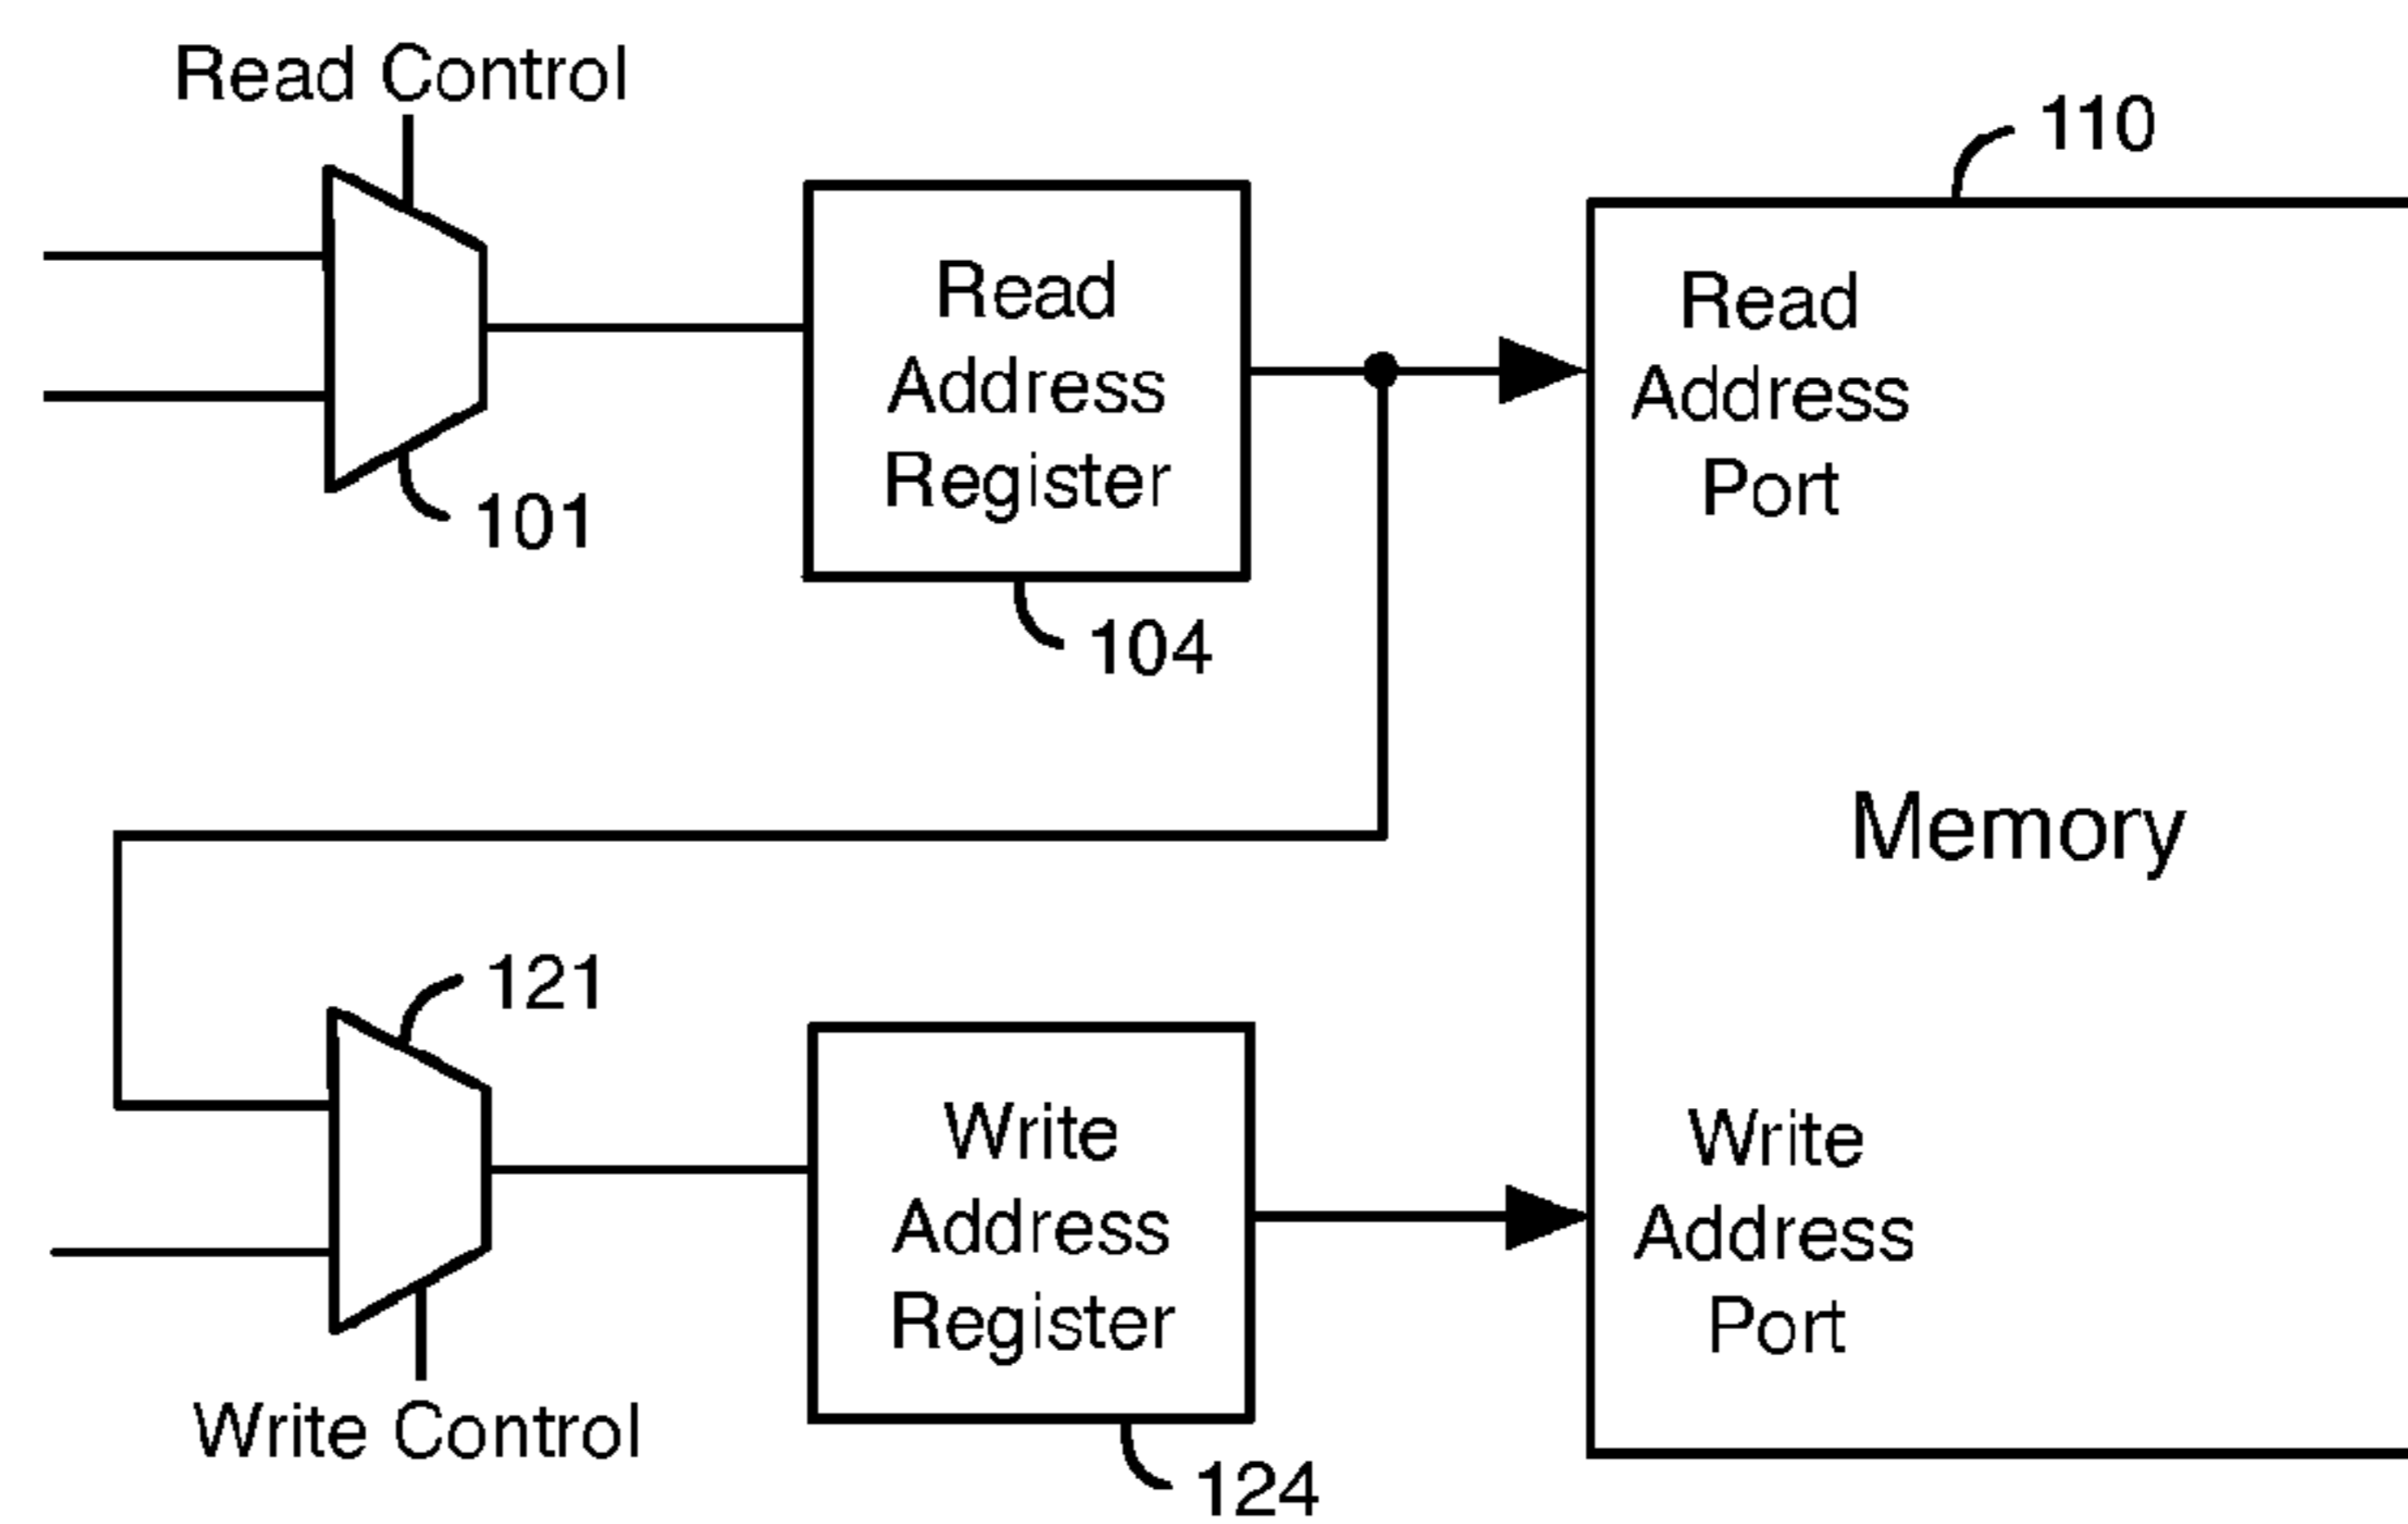 Read Control
110
101
Read
Address
Register
104
Read
Address
Port
Memory
121
Write
Address
Register
124
Write
Address
Port
Write Control